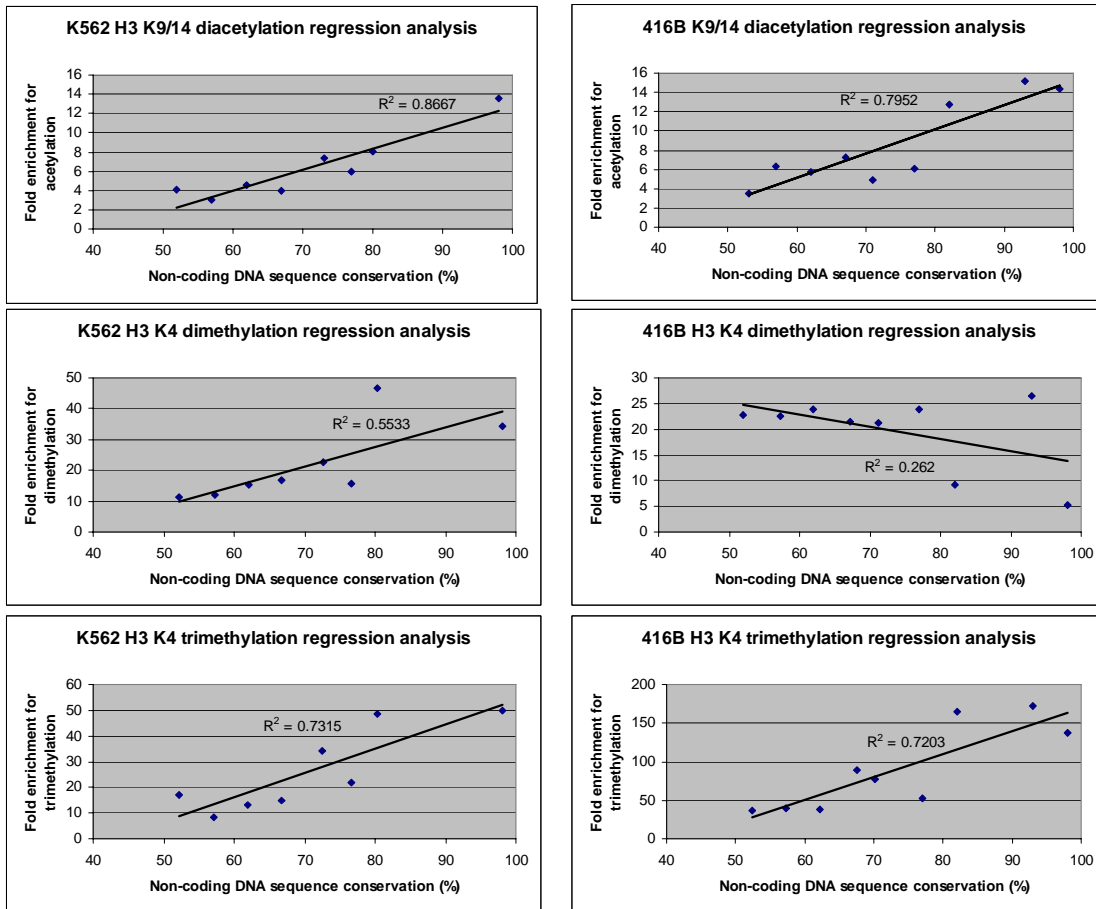 K562 H3 K9/14 diacetylation regression analysis
Fold enrichment for
acetylation
16
14
12
10
8
6
4
2
0
R² = 0.8667
40 50 60 70 80 90 100
Non-coding DNA sequence conservation (%)
416B K9/14 diacetylation regression analysis
Fold enrichment for
acetylation
16
14
12
10
8
6
4
2
0
R² = 0.7952
40 50 60 70 80 90 100
Non-coding DNA sequence conservation (%)
K562 H3 K4 dimethylation regression analysis
Fold enrichment for
dimethylation
50
40
30
20
10
0
R² = 0.5533
40 50 60 70 80 90 100
Non-coding DNA sequence conservation (%)
416B H3 K4 dimethylation regression analysis
Fold enrichment for
dimethylation
30
25
20
15
10
5
0
R² = 0.262
40 50 60 70 80 90 100
Non-coding DNA sequence conservation (%)
K562 H3 K4 trimethylation regression analysis
Fold enrichment for
trimethylation
60
50
40
30
20
10
0
R² = 0.7315
40 50 60 70 80 90 100
Non-coding DNA sequence conservation (%)
416B H3 K4 trimethylation regression analysis
Fold enrichment for
trimethylation
200
150
100
50
0
R² = 0.7203
40 50 60 70 80 90 100
Non-coding DNA sequence conservation (%)